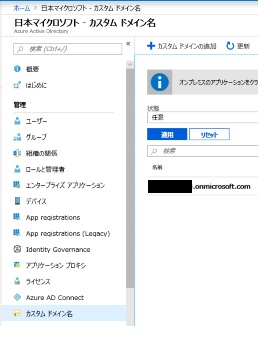 ホーム > 日本マイクロソフト - カスタム ドメイン名
日本マイクロソフト - カスタム ドメイン名
Azure Active Directory
検索 (Ctrl+/)
概要
はじめに
管理
ユーザー
グループ
組織の関係
ロールと管理者
エンタープライズ アプリケーション
デバイス
App registrations
App registrations (Legacy)
Identity Governance
アプリケーション プロキシ
ライセンス
Azure AD Connect
カスタム ドメイン名
+ カスタム ドメインの追加 更新
オンプレミスのアプリケーションをクラ
状態
任意
適用 リセット
検索
名前
.onmicrosoft.com